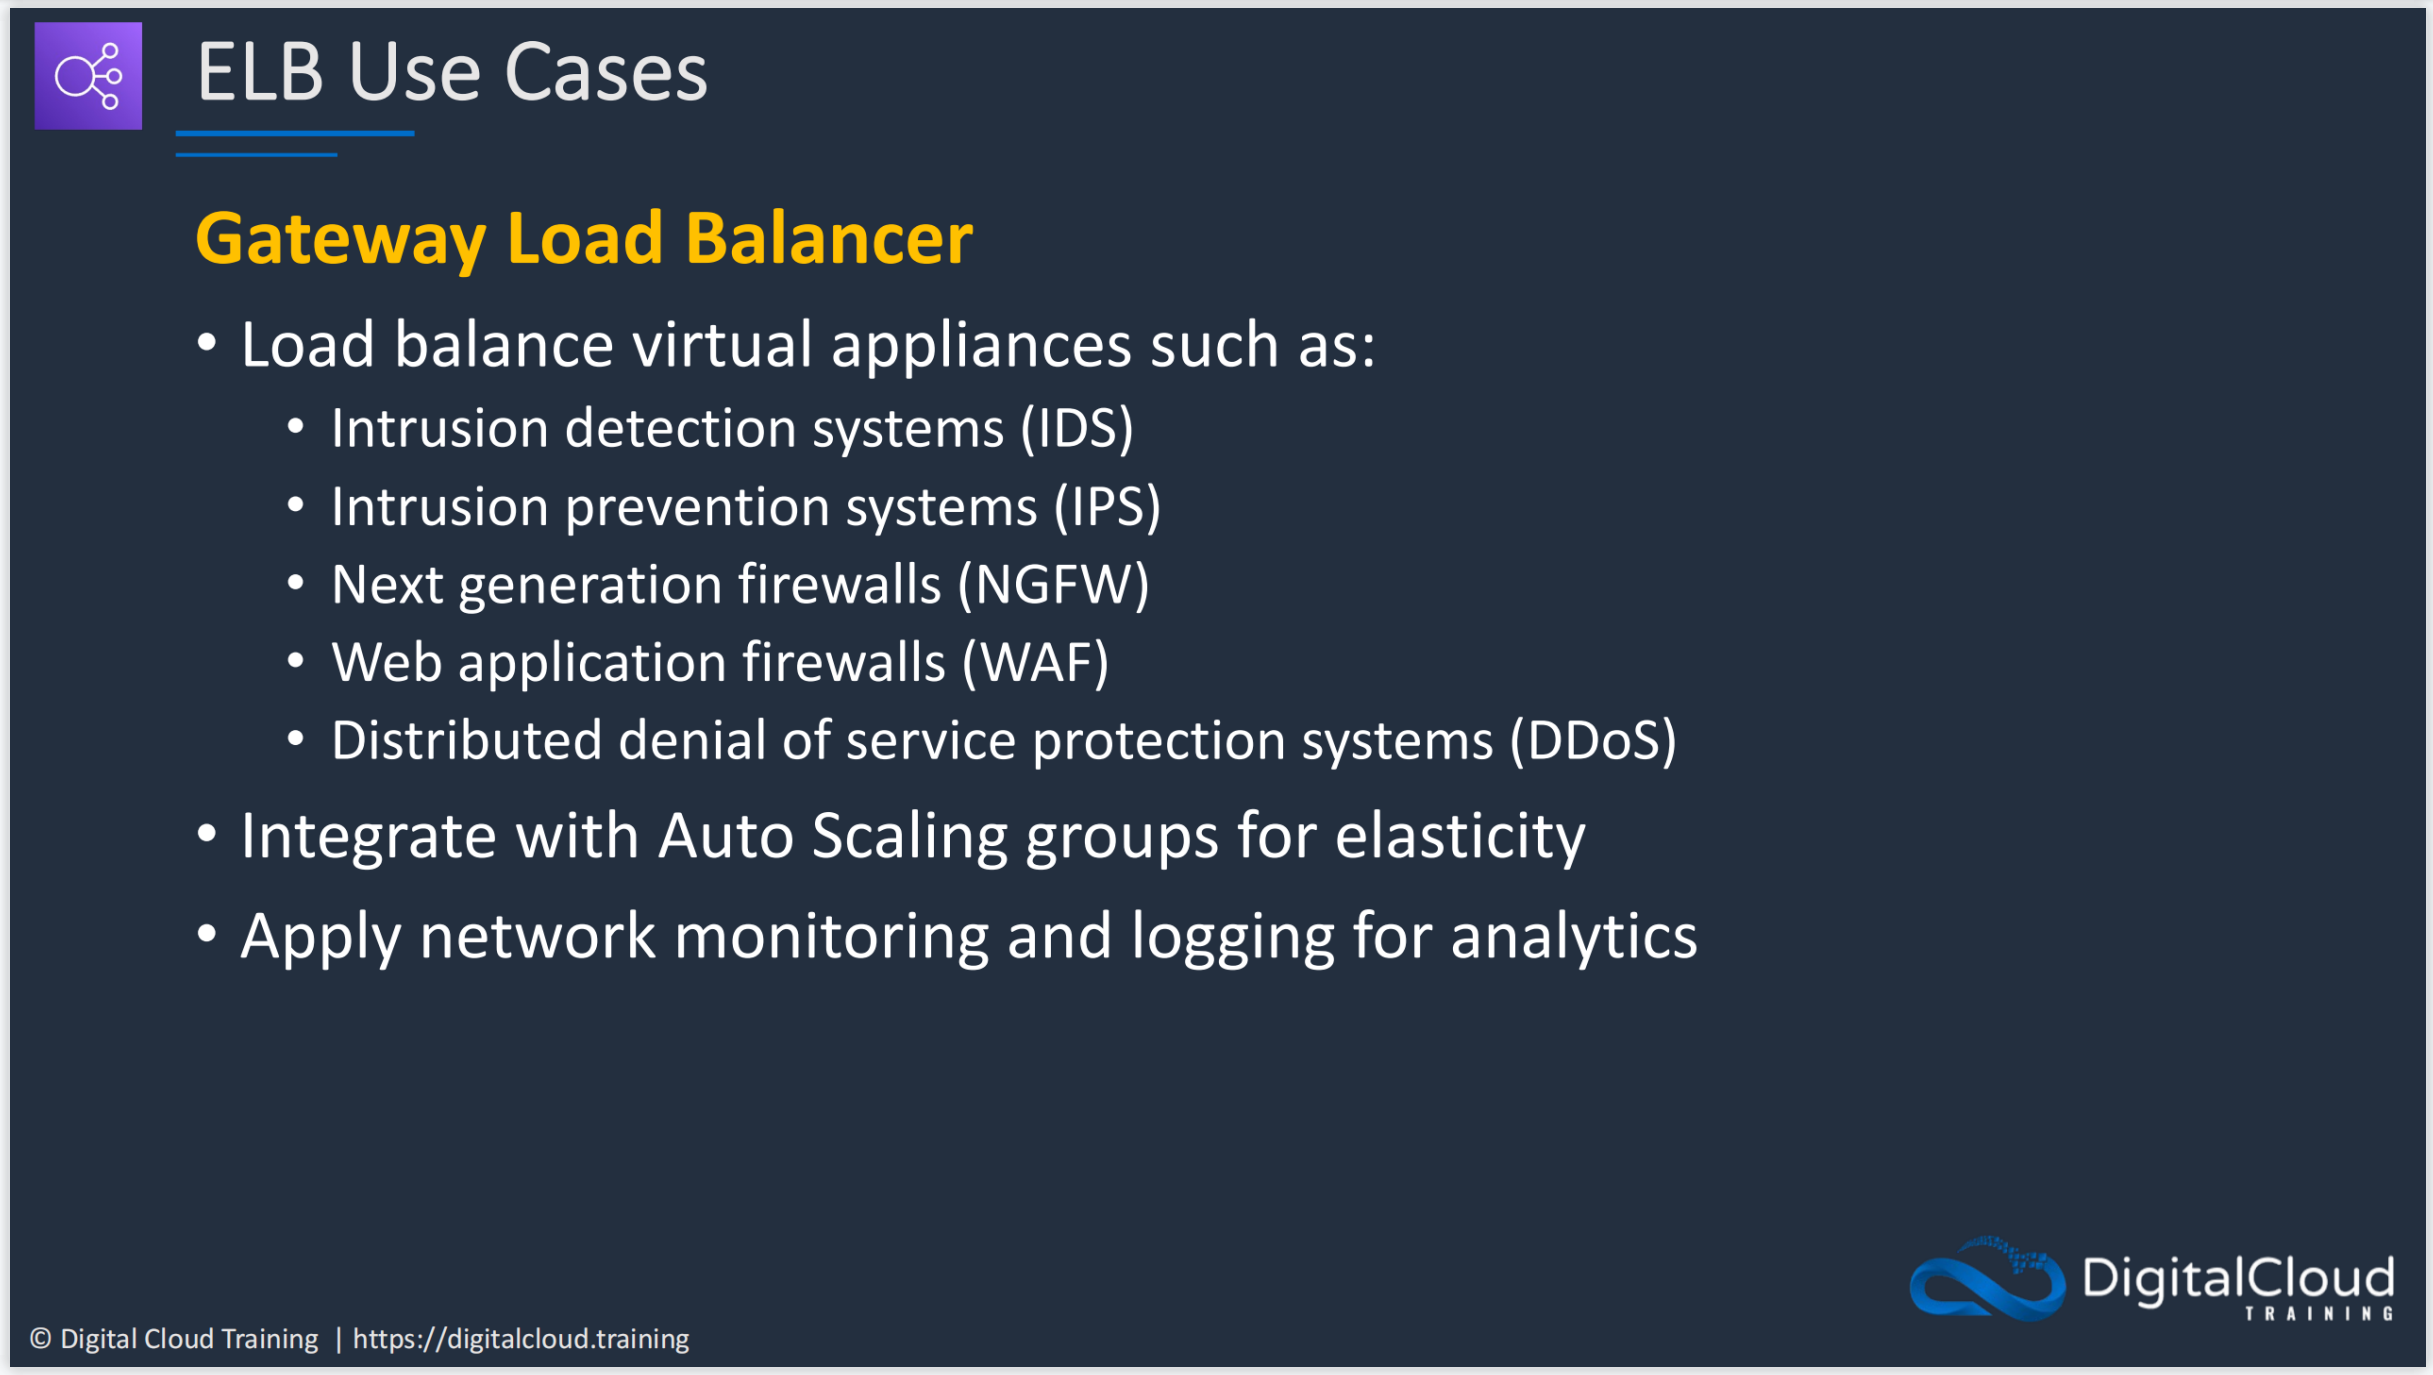 ELB Use Cases
Gateway Load Balancer
• Load balance virtual appliances such as:
• Intrusion detection systems (IDS)
• Intrusion prevention systems (IPS)
• Next generation firewalls (NGFW)
• Web application firewalls (WAF)
• Distributed denial of service protection systems (DDoS)
• Integrate with Auto Scaling groups for elasticity
• Apply network monitoring and logging for analytics
DigitalCloud
TRAINING
© Digital Cloud Training | https://digitalcloud.training